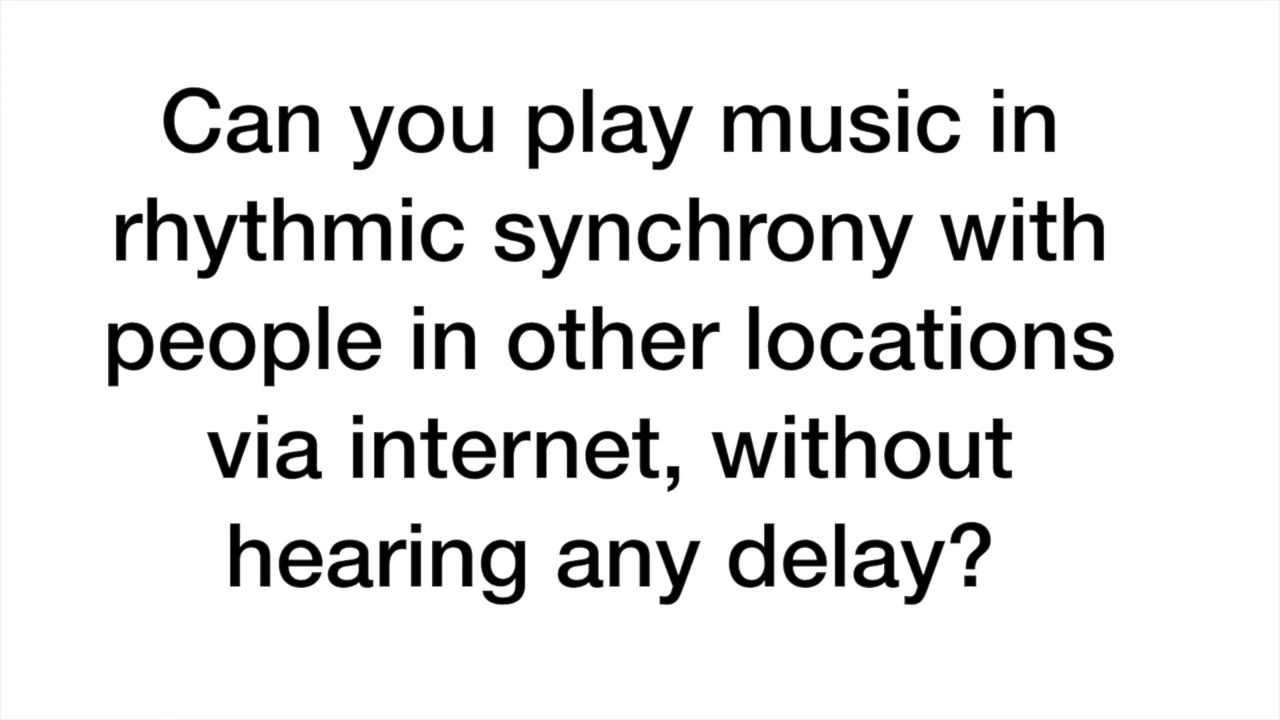 Can you play music in
rhythmic synchrony with
people in other locations
via internet, without
hearing any delay?